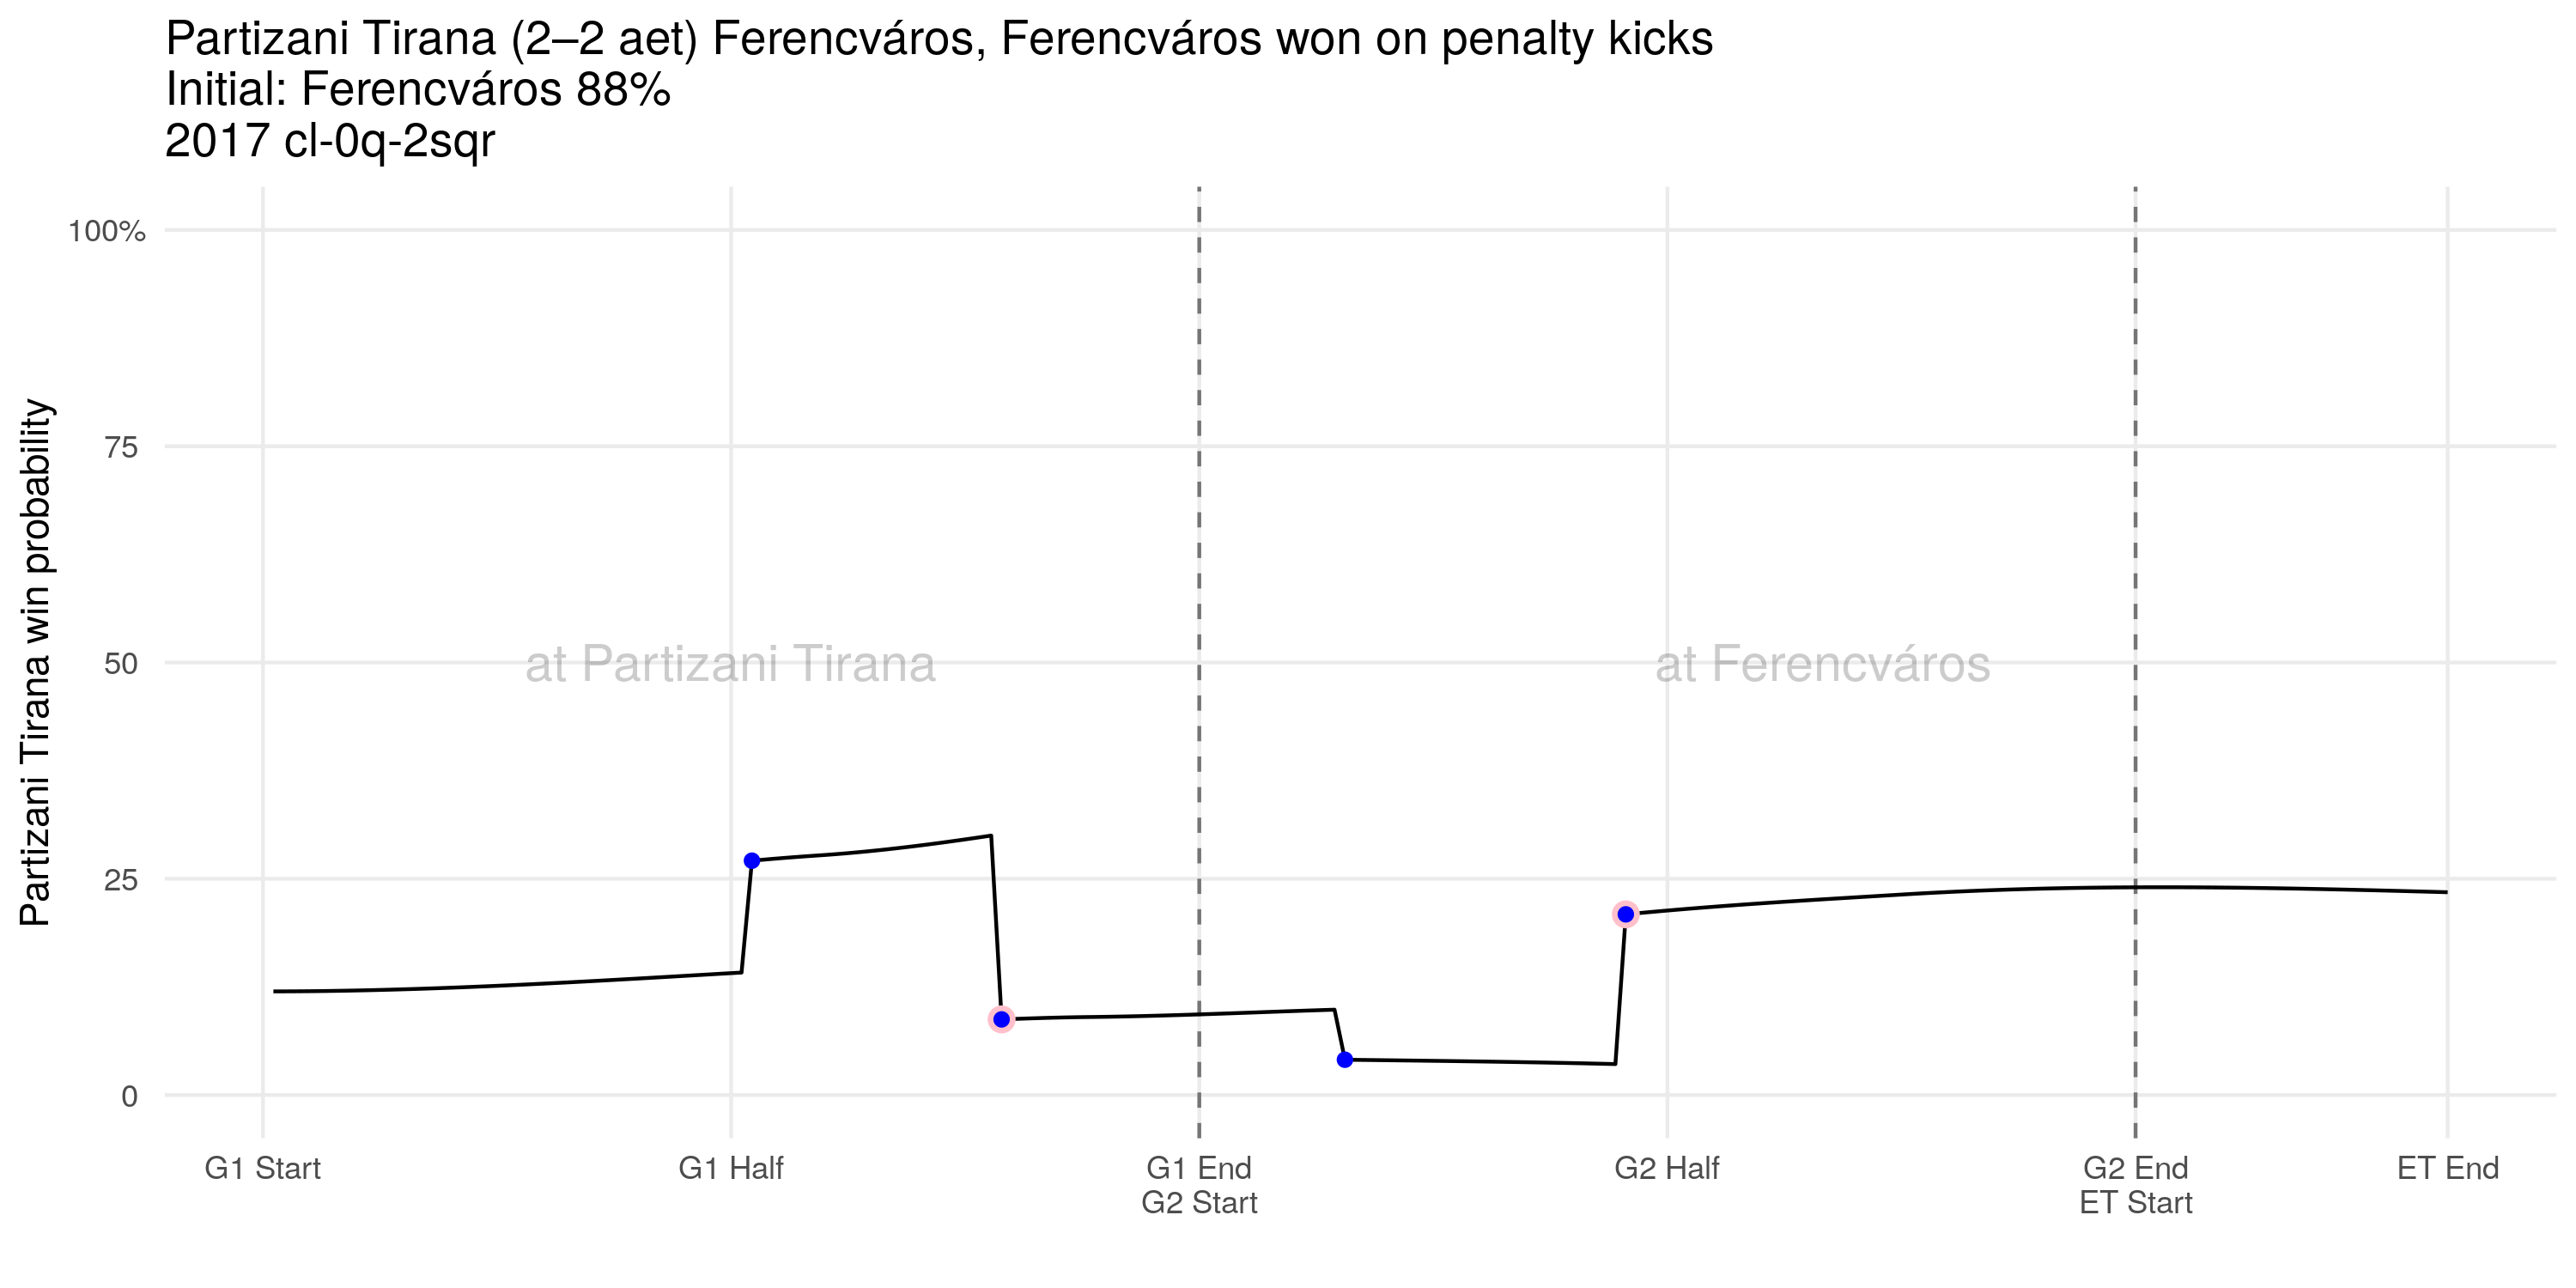 Partizani Tirana (2–2 aet) Ferencváros, Ferencváros won on penalty kicks
Initial: Ferencváros 88%
2017 cl-0q-2sqr
Partizani Tirana win probability
100%
75
50
25
0
at Partizani Tirana
at Ferencváros
G1 Start
G1 Half
G1 End
G2 Start
G2 Half
G2 End
ET Start
ET End